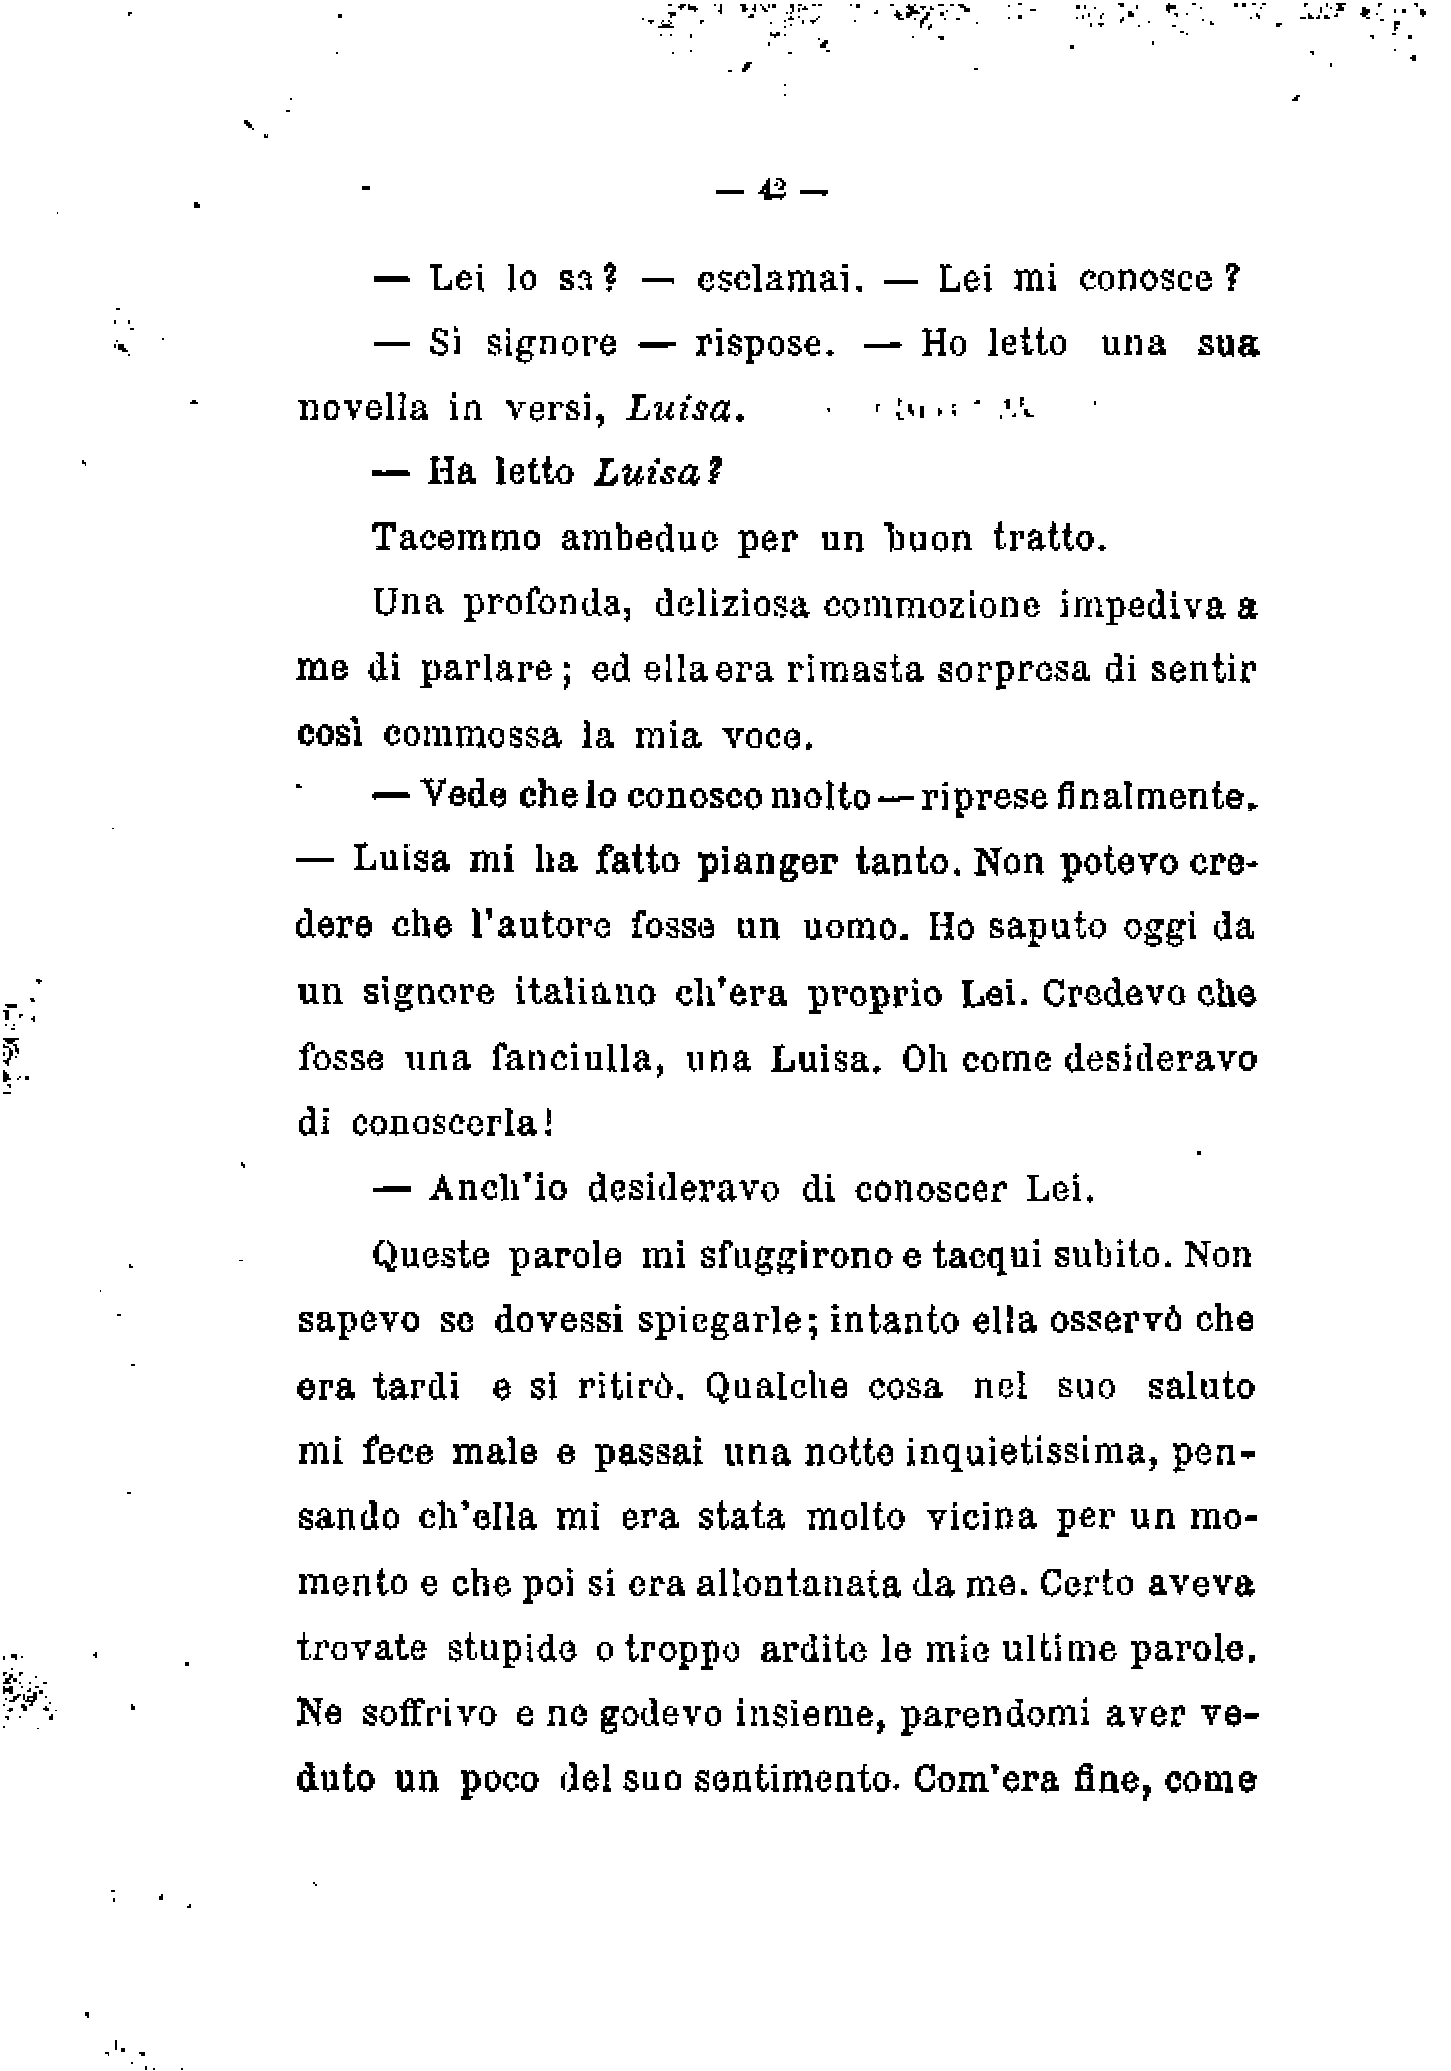 — 42 —
— Lei lo sa? — esclamai. — Lei mi conosce?
— Sì signore — rispose. — Ho letto una sua
novella in versi, Luisa.
— Ha letto Luisa?
Tacemmo ambedue per un buon tratto.
Una profonda, deliziosa commozione impediva a
me di parlare; ed ella era rimasta sorpresa di sentir
così commossa la mia voce.
— Vede che lo conosco molto — riprese finalmente.
— Luisa mi ha fatto pianger tanto. Non potevo cre-
dere che l'autore fosse un uomo. Ho saputo oggi da
un signore italiano ch'era proprio Lei. Credevo che
fosse una fanciulla, una Luisa. Oh come desideravo
di conoscerla!
— Anch'io desideravo di conoscer Lei.
Queste parole mi sfuggirono e tacqui subito. Non
sapevo se dovessi spiegarle; intanto ella osservò che
era tardi e si ritirò. Qualche cosa nel suo saluto
mi fece male e passai una notte inquietissima, pen-
sando ch'ella mi era stata molto vicina per un mo-
mento e che poi si era allontanata da me. Certo aveva
trovate stupide o troppo ardite le mie ultime parole.
Ne soffrivo e ne godevo insieme, parendomi aver ve-
duto un poco del suo sentimento. Com'era fine, come